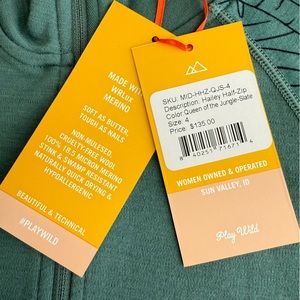 MADE WITH
WRLUX
MERINO
SOFT AS BUTTER,
TOUGH AS NAILS
NON-MULESED
CRUELTY-FREE WOOL
100% 18.5 MICRON MERINO
STINK & SWEAT RESISTANT
NATURALLY QUICK DRYING &
HYPOALLERGENIC
BEAUTIFUL & TECHNICAL
#PLAYWILD
SKU: MID-HHZ-QJS-4
Description: Hailey Half-Zip
Color Queen of the Jungle-Slate
Size: 4
Price: $135.00
WOMEN OWNED & OPERATED
SUN VALLEY, ID
Play Wild